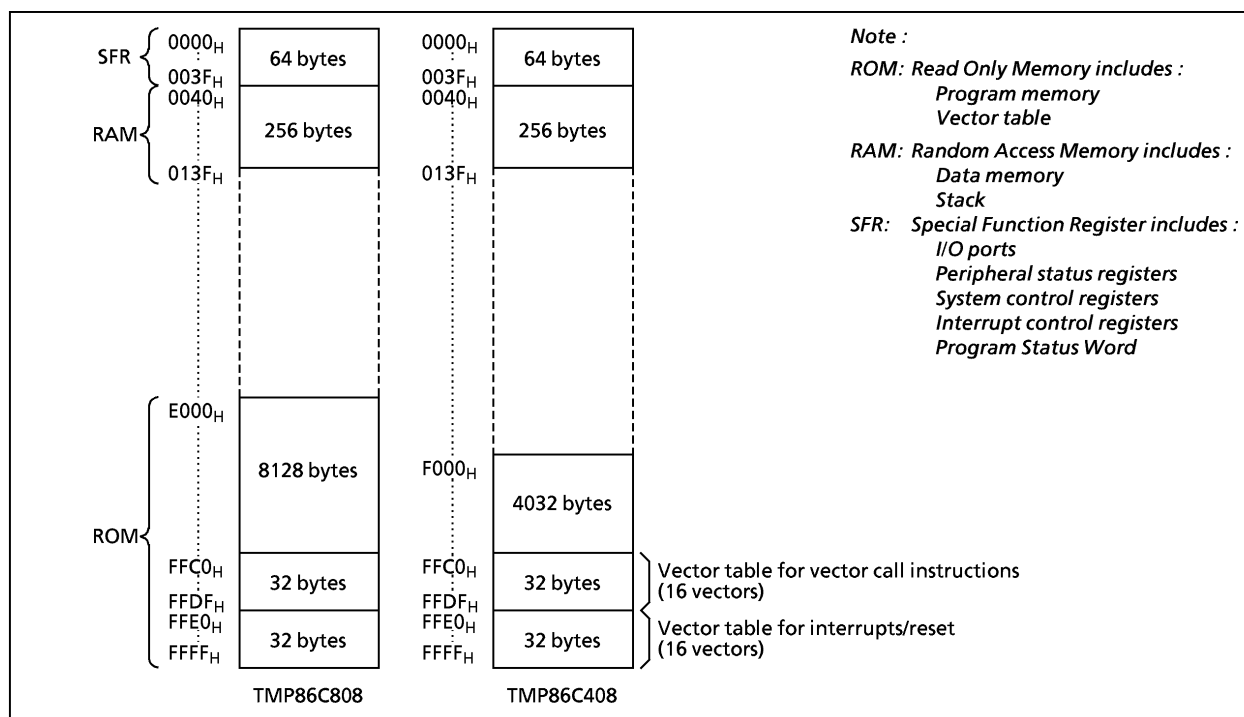 SFR
0000H
003FH
64 bytes
RAM
0040H
013FH
256 bytes
ROM
E000H
8128 bytes
FFC0H
FFDFH
32 bytes
FFE0H
FFFFH
32 bytes
TMP86C808
0000H
003FH
64 bytes
0040H
013FH
256 bytes
F000H
4032 bytes
FFC0H
FFDFH
32 bytes
Vector table for vector call instructions
(16 vectors)
FFE0H
FFFFH
32 bytes
Vector table for interrupts/reset
(16 vectors)
TMP86C408
Note :
ROM: Read Only Memory includes :
Program memory
Vector table
RAM: Random Access Memory includes :
Data memory
Stack
SFR: Special Function Register includes :
I/O ports
Peripheral status registers
System control registers
Interrupt control registers
Program Status Word